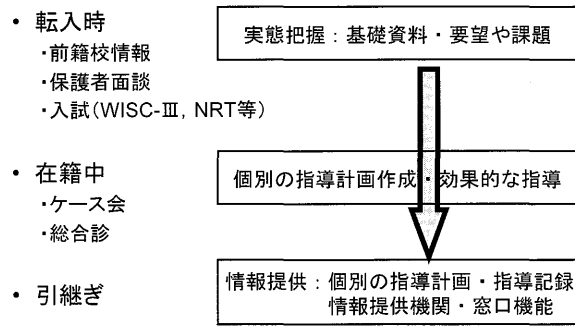 ・ 転入時
・前籍校情報
・保護者面談
・入試(WISC-Ⅲ, NRT等)
実態把握：基礎資料・要望や課題
・ 在籍中
・ケース会
・総合診
個別の指導計画作成・効果的な指導
・ 引継ぎ
情報提供：個別の指導計画・指導記録
情報提供機関・窓口機能